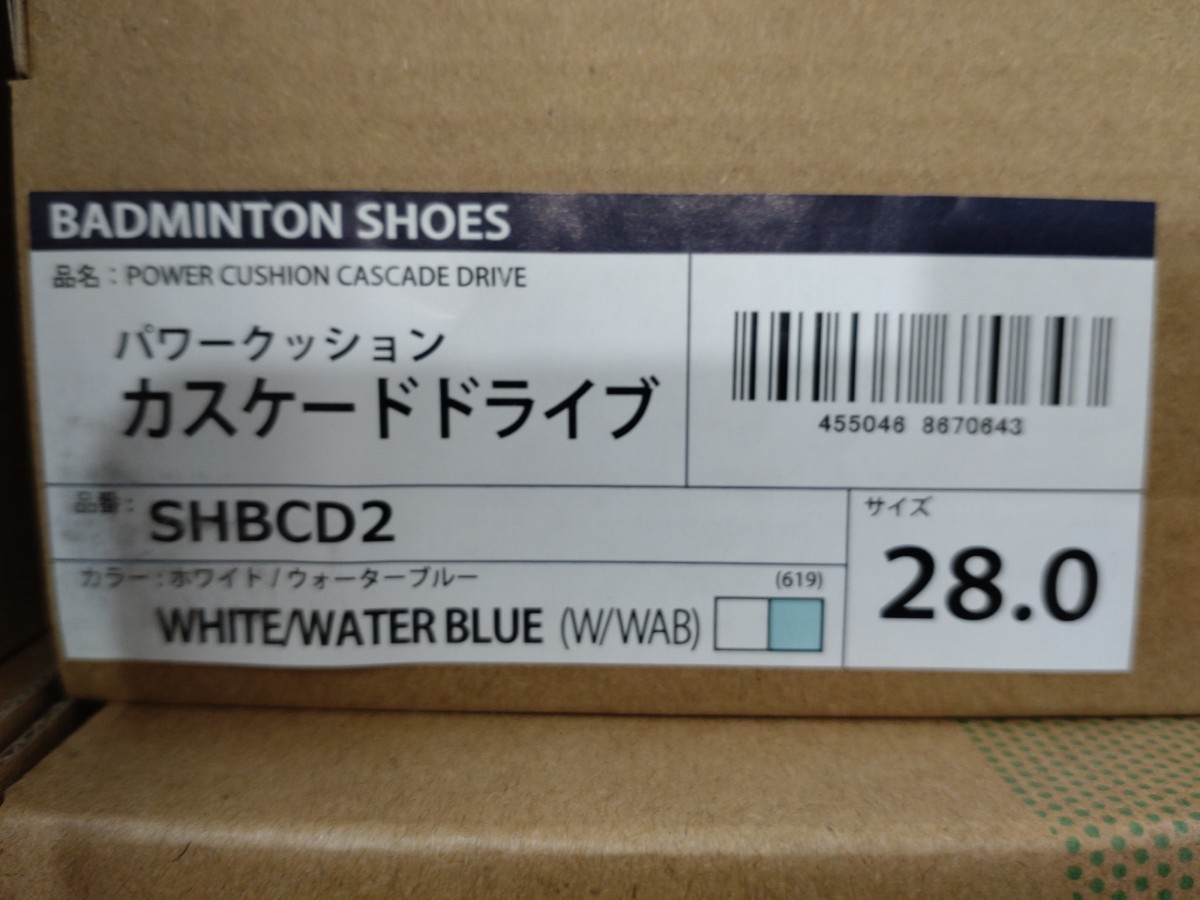 BADMINTON SHOES
品名：POWER CUSHION CASCADE DRIVE
パワークッション
カスケードドライブ
455046 8670643
品番：SHBCD2
カラー：ホワイト/ウォーターブルー
(619)
WHITE/WATER BLUE (W/WAB)
サイズ
28.0